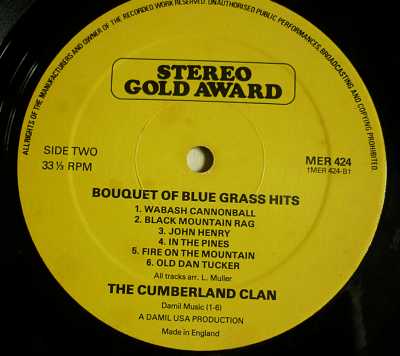 ALL RIGHTS OF THE MANUFACTURERS AND OWNER OF THE RECORDED WORK RESERVED. UNAUTHORISED PUBLIC PERFORMANCES, BROADCASTING AND COPYING PROHIBITED.
STEREO
GOLD AWARD
SIDE TWO
33 ⅓ RPM
MER 424
†MER 424-B1
BOUQUET OF BLUE GRASS HITS
1. WABASH CANNONBALL
2. BLACK MOUNTAIN RAG
3. JOHN HENRY
4. IN THE PINES
5. FIRE ON THE MOUNTAIN
6. OLD DAN TUCKER
All tracks arr. L. Muller
THE CUMBERLAND CLAN
Damil Music (1-6)
A DAMIL USA PRODUCTION
Made in England